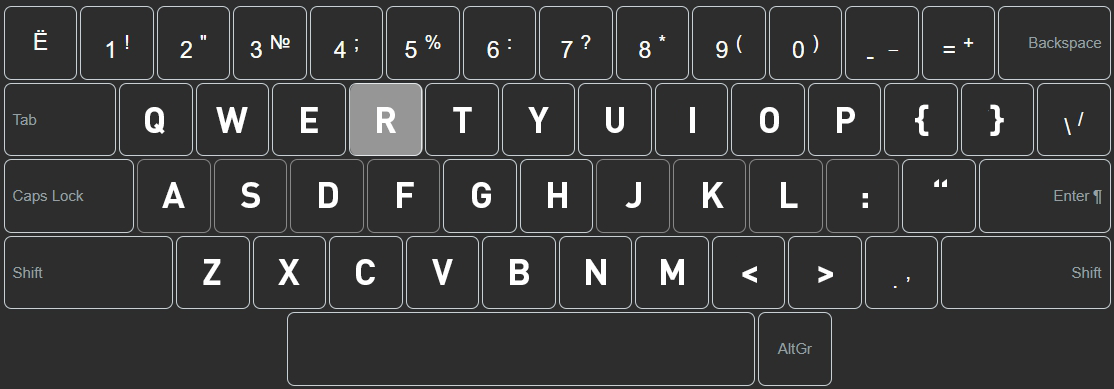 Ё 1 ! 2 " 3 № 4 ; 5 % 6 : 7 ? 8 * 9 ( 0 ) - _ = + Backspace
Tab Q W E R T Y U I O P { } \ /
Caps Lock A S D F G H J K L : “ Enter ¶
Shift Z X C V B N M < > . , Shift
AltGr